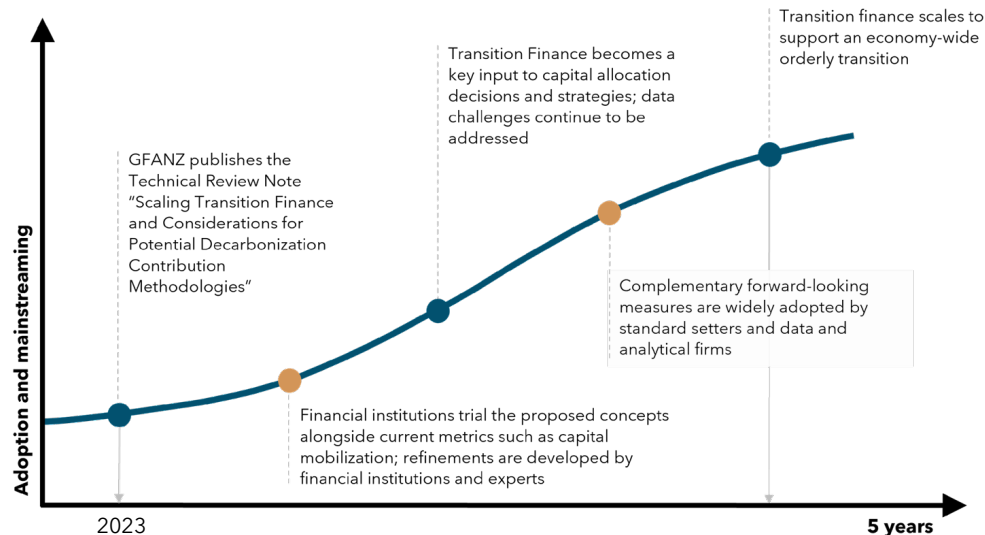 Transition finance scales to
support an economy-wide
orderly transition
Transition Finance becomes a
key input to capital allocation
decisions and strategies; data
challenges continue to be
addressed
GFANZ publishes the
Technical Review Note
“Scaling Transition Finance
and Considerations for
Potential Decarbonization
Contribution
Methodologies”
Complementary forward-looking
measures are widely adopted by
standard setters and data and
analytical firms
Financial institutions trial the proposed concepts
alongside current metrics such as capital
mobilization; refinements are developed by
financial institutions and experts
Adoption and mainstreaming
2023
5 years